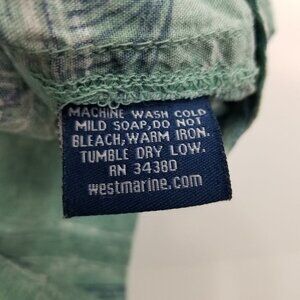 MACHINE WASH COLD
MILD SOAP,DO NOT
BLEACH,WARM IRON.
TUMBLE DRY LOW.
RN 34380
westmarine.com